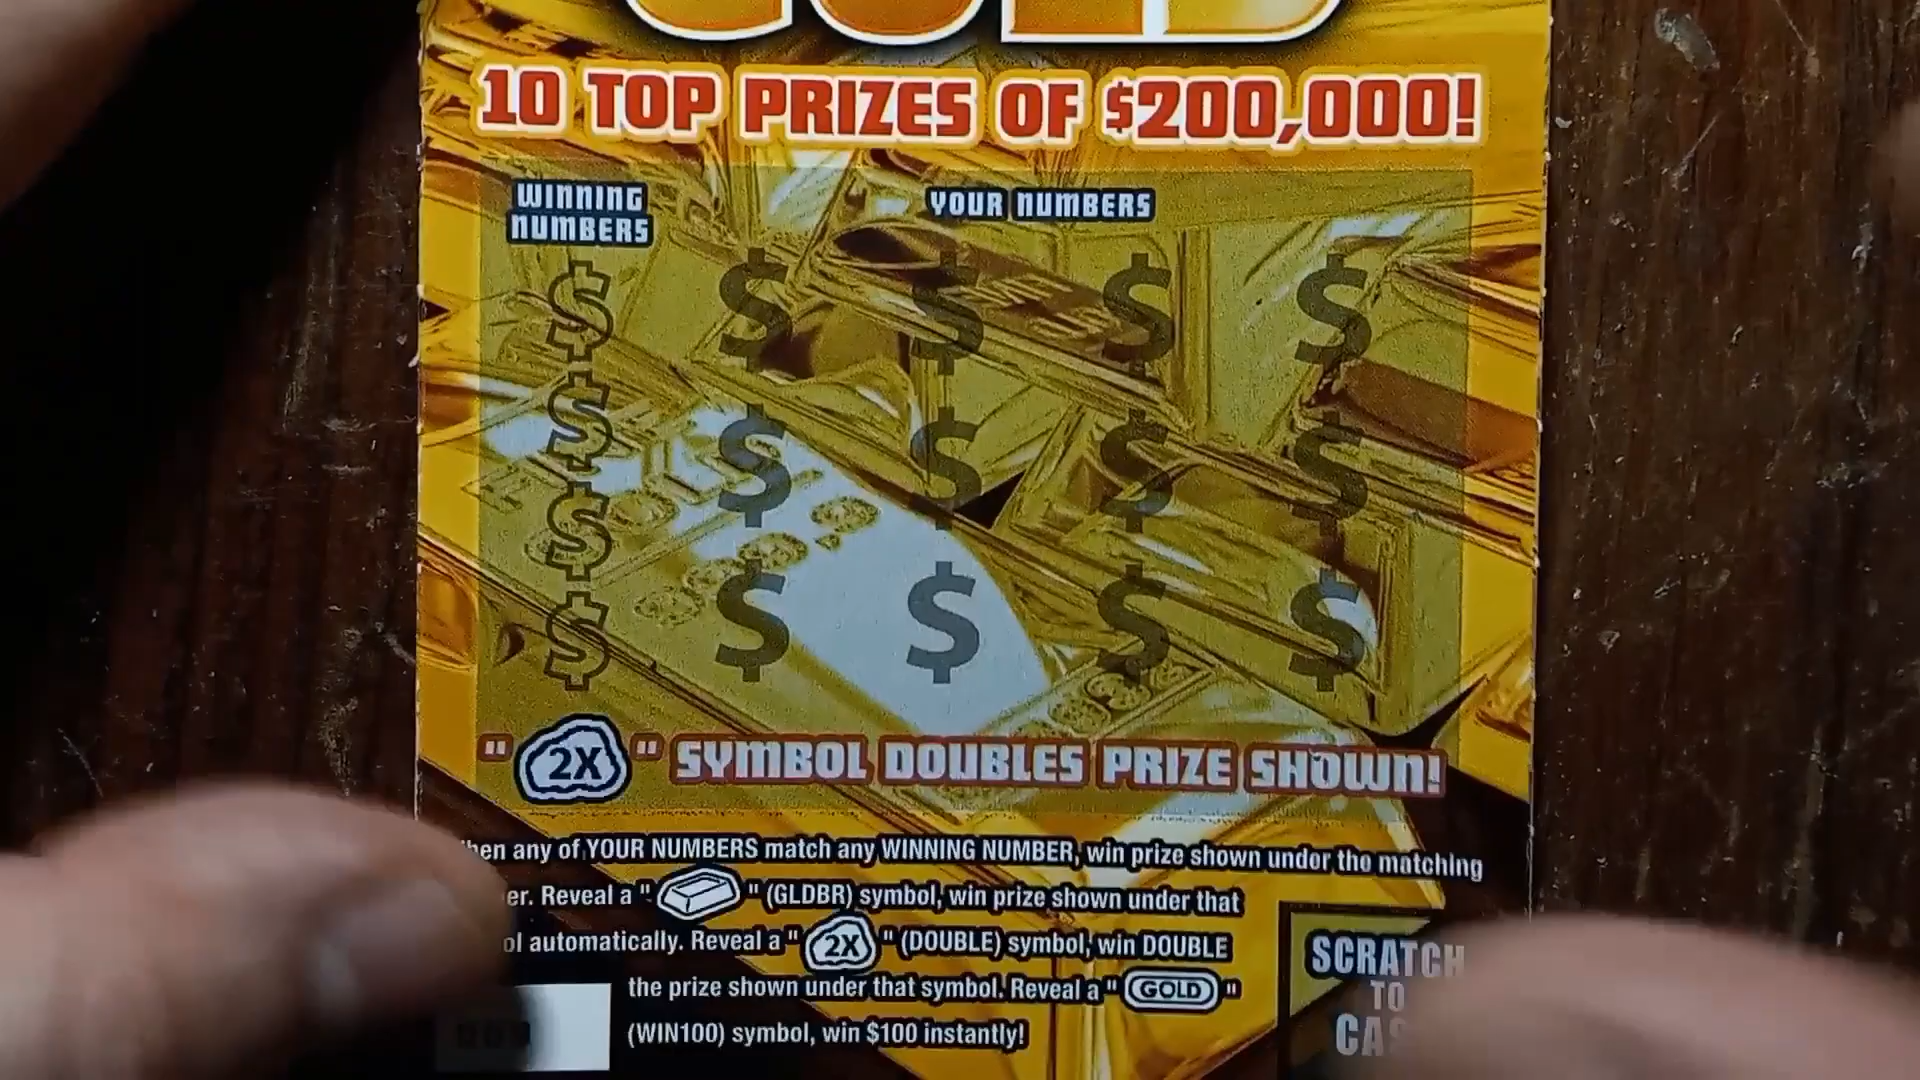 GOLD
10 TOP PRIZES OF $200,000!
WINNING
NUMBERS
YOUR NUMBERS
$ $ $ $ $
$ $ $ $ $
$ $ $ $ $
$
" 2X " SYMBOL DOUBLES PRIZE SHOWN!
hen any of YOUR NUMBERS match any WINNING NUMBER, win prize shown under the matching
er. Reveal a " " (GLDBR) symbol, win prize shown under that
ol automatically. Reveal a " 2X " (DOUBLE) symbol, win DOUBLE
the prize shown under that symbol. Reveal a " GOLD "
(WIN100) symbol, win $100 instantly!
SCRATCH
TO
CAS